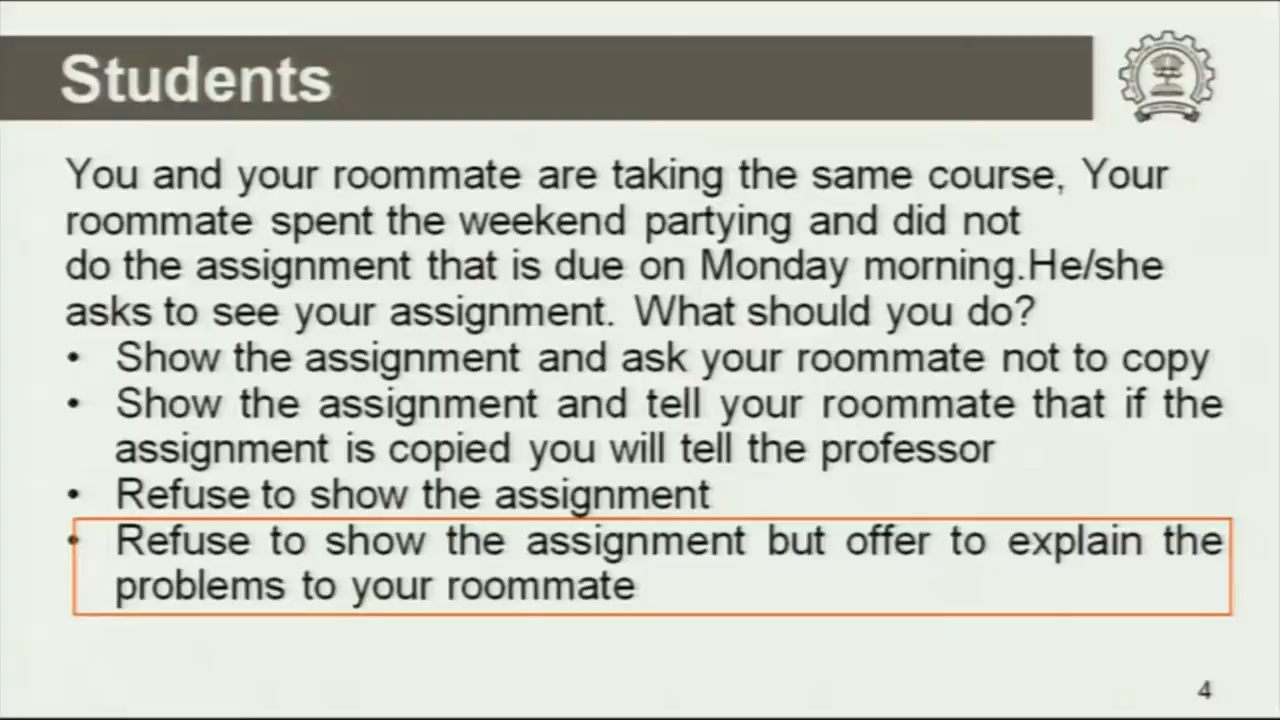 Students
You and your roommate are taking the same course, Your
roommate spent the weekend partying and did not
do the assignment that is due on Monday morning.He/she
asks to see your assignment. What should you do?
• Show the assignment and ask your roommate not to copy
• Show the assignment and tell your roommate that if the
assignment is copied you will tell the professor
• Refuse to show the assignment
• Refuse to show the assignment but offer to explain the
problems to your roommate
4